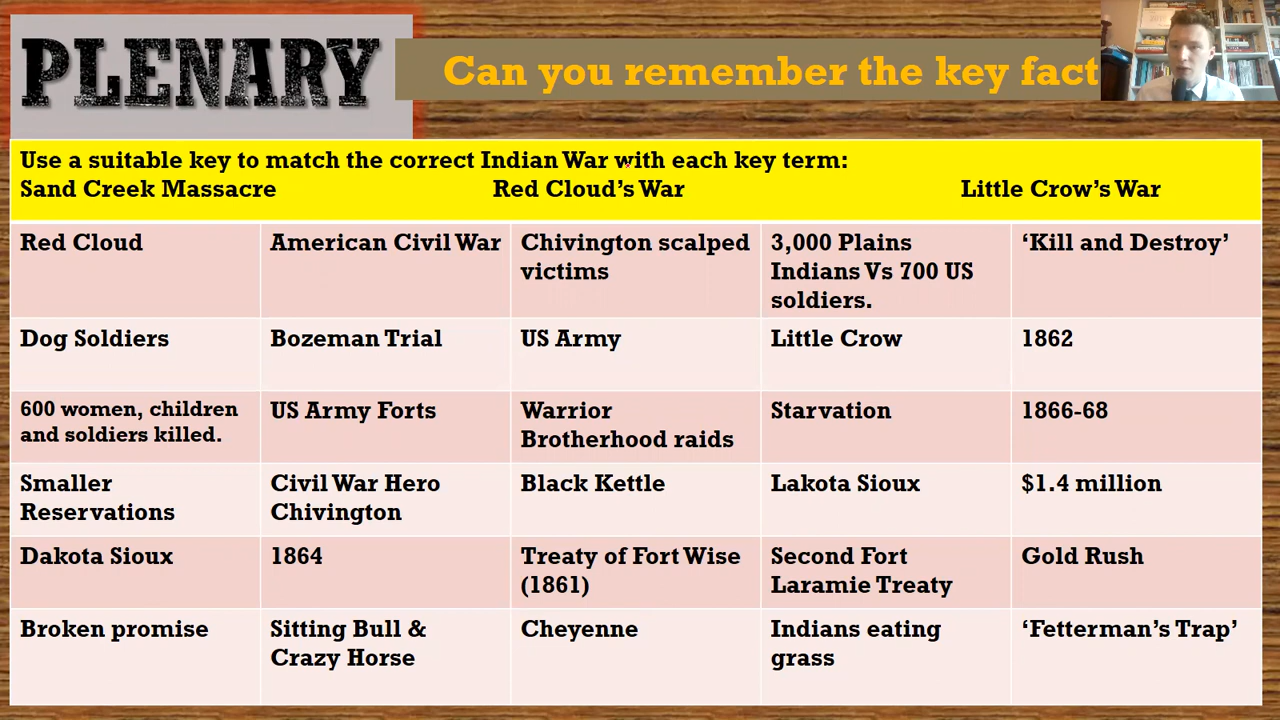 PLENARY
Can you remember the key fact
Use a suitable key to match the correct Indian War with each key term:
Sand Creek Massacre Red Cloud’s War Little Crow’s War
Red Cloud
American Civil War
Chivington scalped
victims
3,000 Plains
Indians Vs 700 US
soldiers.
‘Kill and Destroy’
Dog Soldiers
Bozeman Trial
US Army
Little Crow
1862
600 women, children
and soldiers killed.
US Army Forts
Warrior
Brotherhood raids
Starvation
1866-68
Smaller
Reservations
Civil War Hero
Chivington
Black Kettle
Lakota Sioux
$1.4 million
Dakota Sioux
1864
Treaty of Fort Wise
(1861)
Second Fort
Laramie Treaty
Gold Rush
Broken promise
Sitting Bull &
Crazy Horse
Cheyenne
Indians eating
grass
‘Fetterman’s Trap’